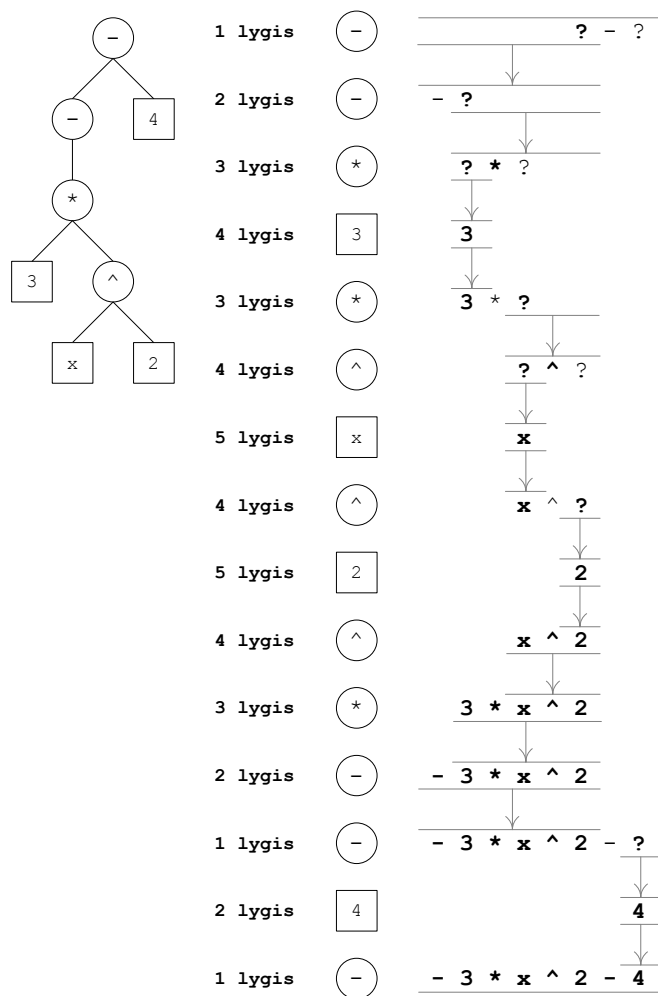 -
- 4
*
3 ^
x 2
1 lygis - ? - ?
2 lygis - - ?
3 lygis * ? * ?
4 lygis 3 3
3 lygis * 3 * ?
4 lygis ^ ? ^ ?
5 lygis x x
4 lygis ^ x ^ ?
5 lygis 2 2
4 lygis ^ x ^ 2
3 lygis * 3 * x ^ 2
2 lygis - - 3 * x ^ 2
1 lygis - - 3 * x ^ 2 - ?
2 lygis 4 4
1 lygis - - 3 * x ^ 2 - 4